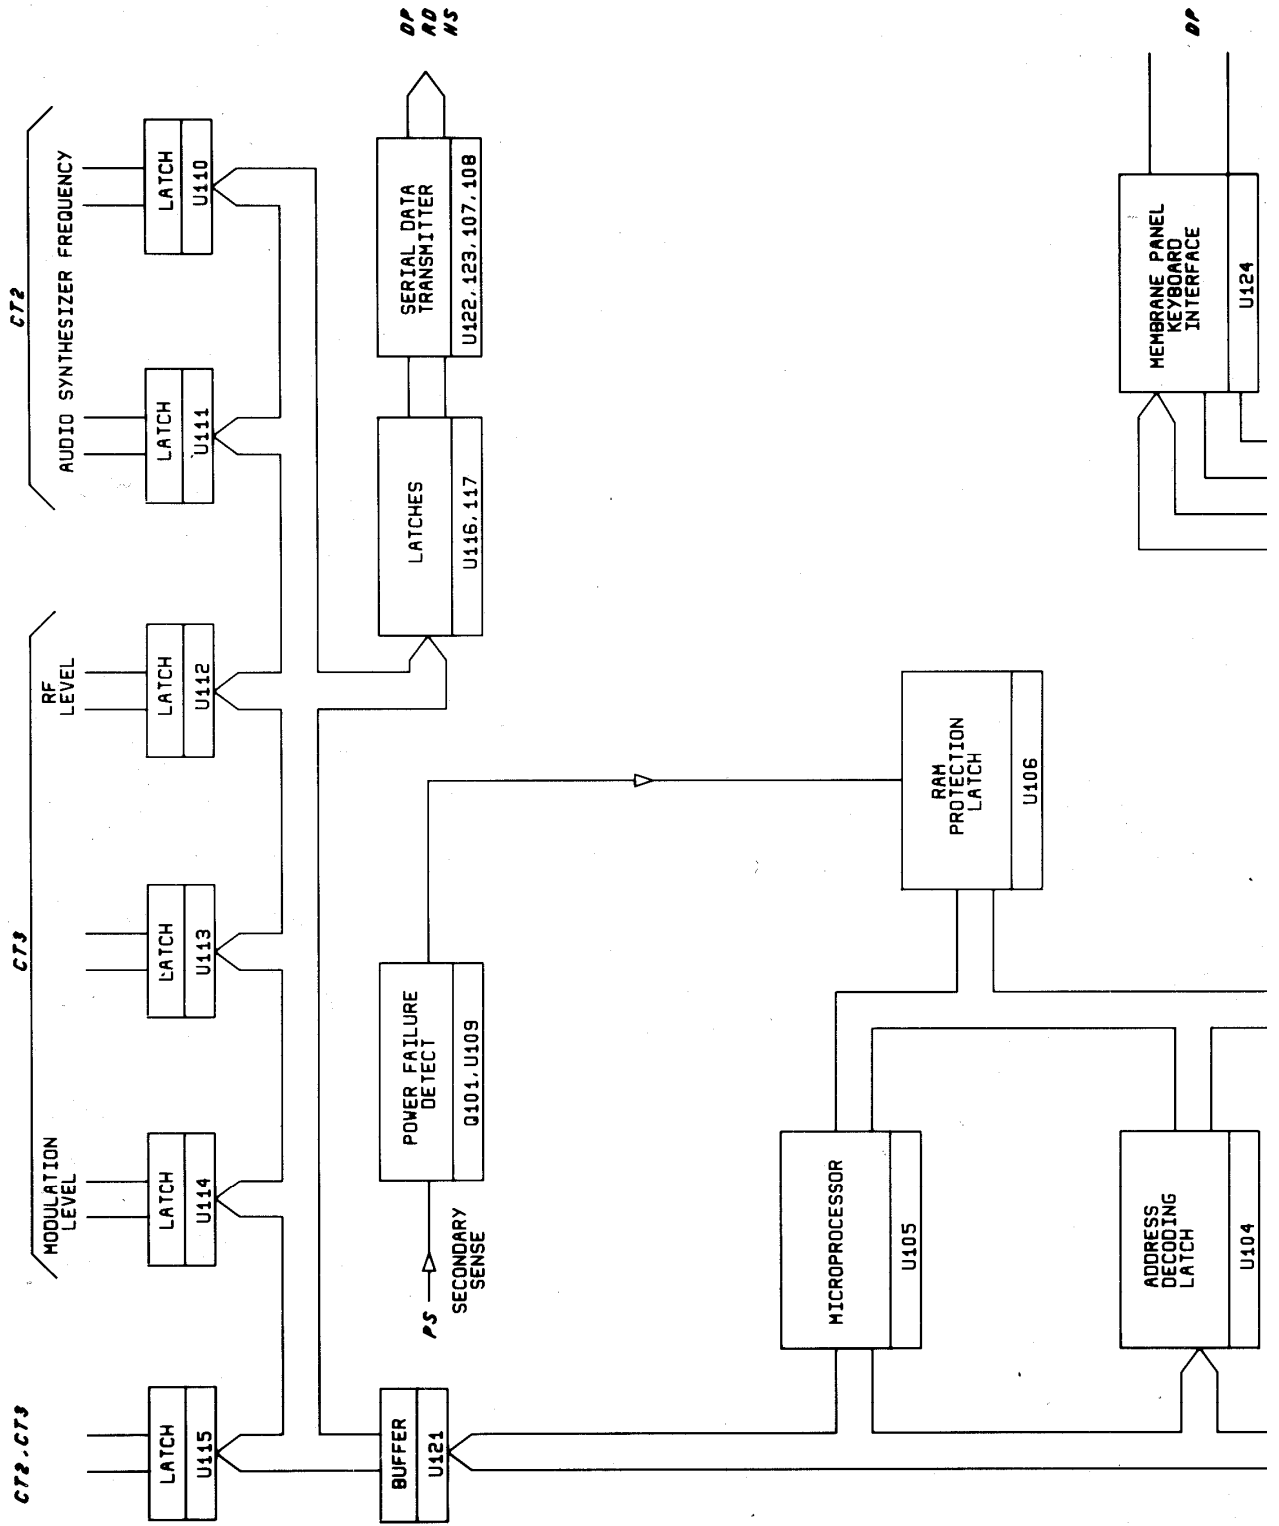 CT2,CT3
CT3
CT2
MODULATION
LEVEL
RF
LEVEL
AUDIO SYNTHESIZER FREQUENCY
LATCH
U115
LATCH
U114
LATCH
U113
LATCH
U112
LATCH
U111
LATCH
U110
BUFFER
U121
PS
SECONDARY
SENSE
POWER FAILURE
DETECT
Q101,U109
LATCHES
U116,117
SERIAL DATA
TRANSMITTER
U122,123,107,108
DP
RD
NS
MICROPROCESSOR
U105
RAM
PROTECTION
LATCH
U106
ADDRESS
DECODING
LATCH
U104
MEMBRANE PANEL
KEYBOARD
INTERFACE
U124
DP